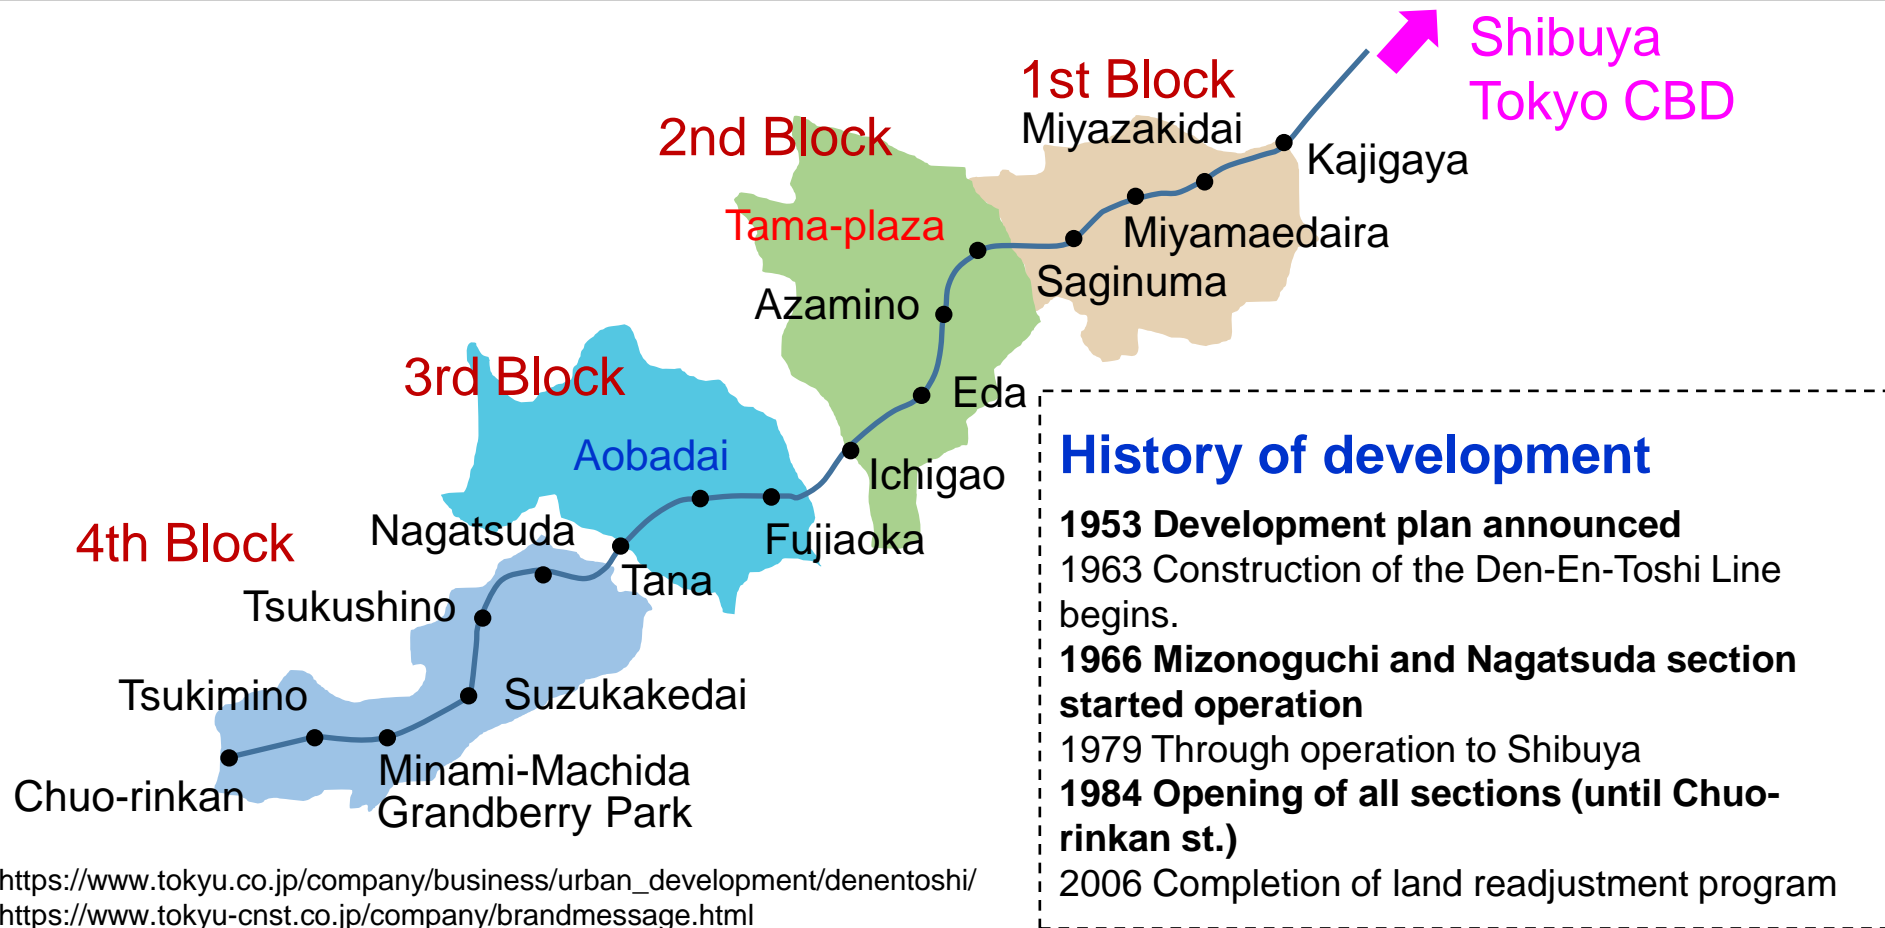 Shibuya
Tokyo CBD
1st Block
Miyazakidai
2nd Block
Kajigaya
Tama-plaza
Miyamaedaira
Saginuma
Azamino
3rd Block
Eda
Aobadai
Ichigao
4th Block
Nagatsuda
Fujiaoka
Tana
Tsukushino
Tsukimino
Suzukakedai
Minami-Machida
Grandberry Park
Chuo-rinkan
History of development
1953 Development plan announced
1963 Construction of the Den-En-Toshi Line
begins.
1966 Mizonoguchi and Nagatsuda section
started operation
1979 Through operation to Shibuya
1984 Opening of all sections (until Chuo-
rinkan st.)
2006 Completion of land readjustment program
https://www.tokyu.co.jp/company/business/urban_development/denentoshi/
https://www.tokyu-cnst.co.jp/company/brandmessage.html